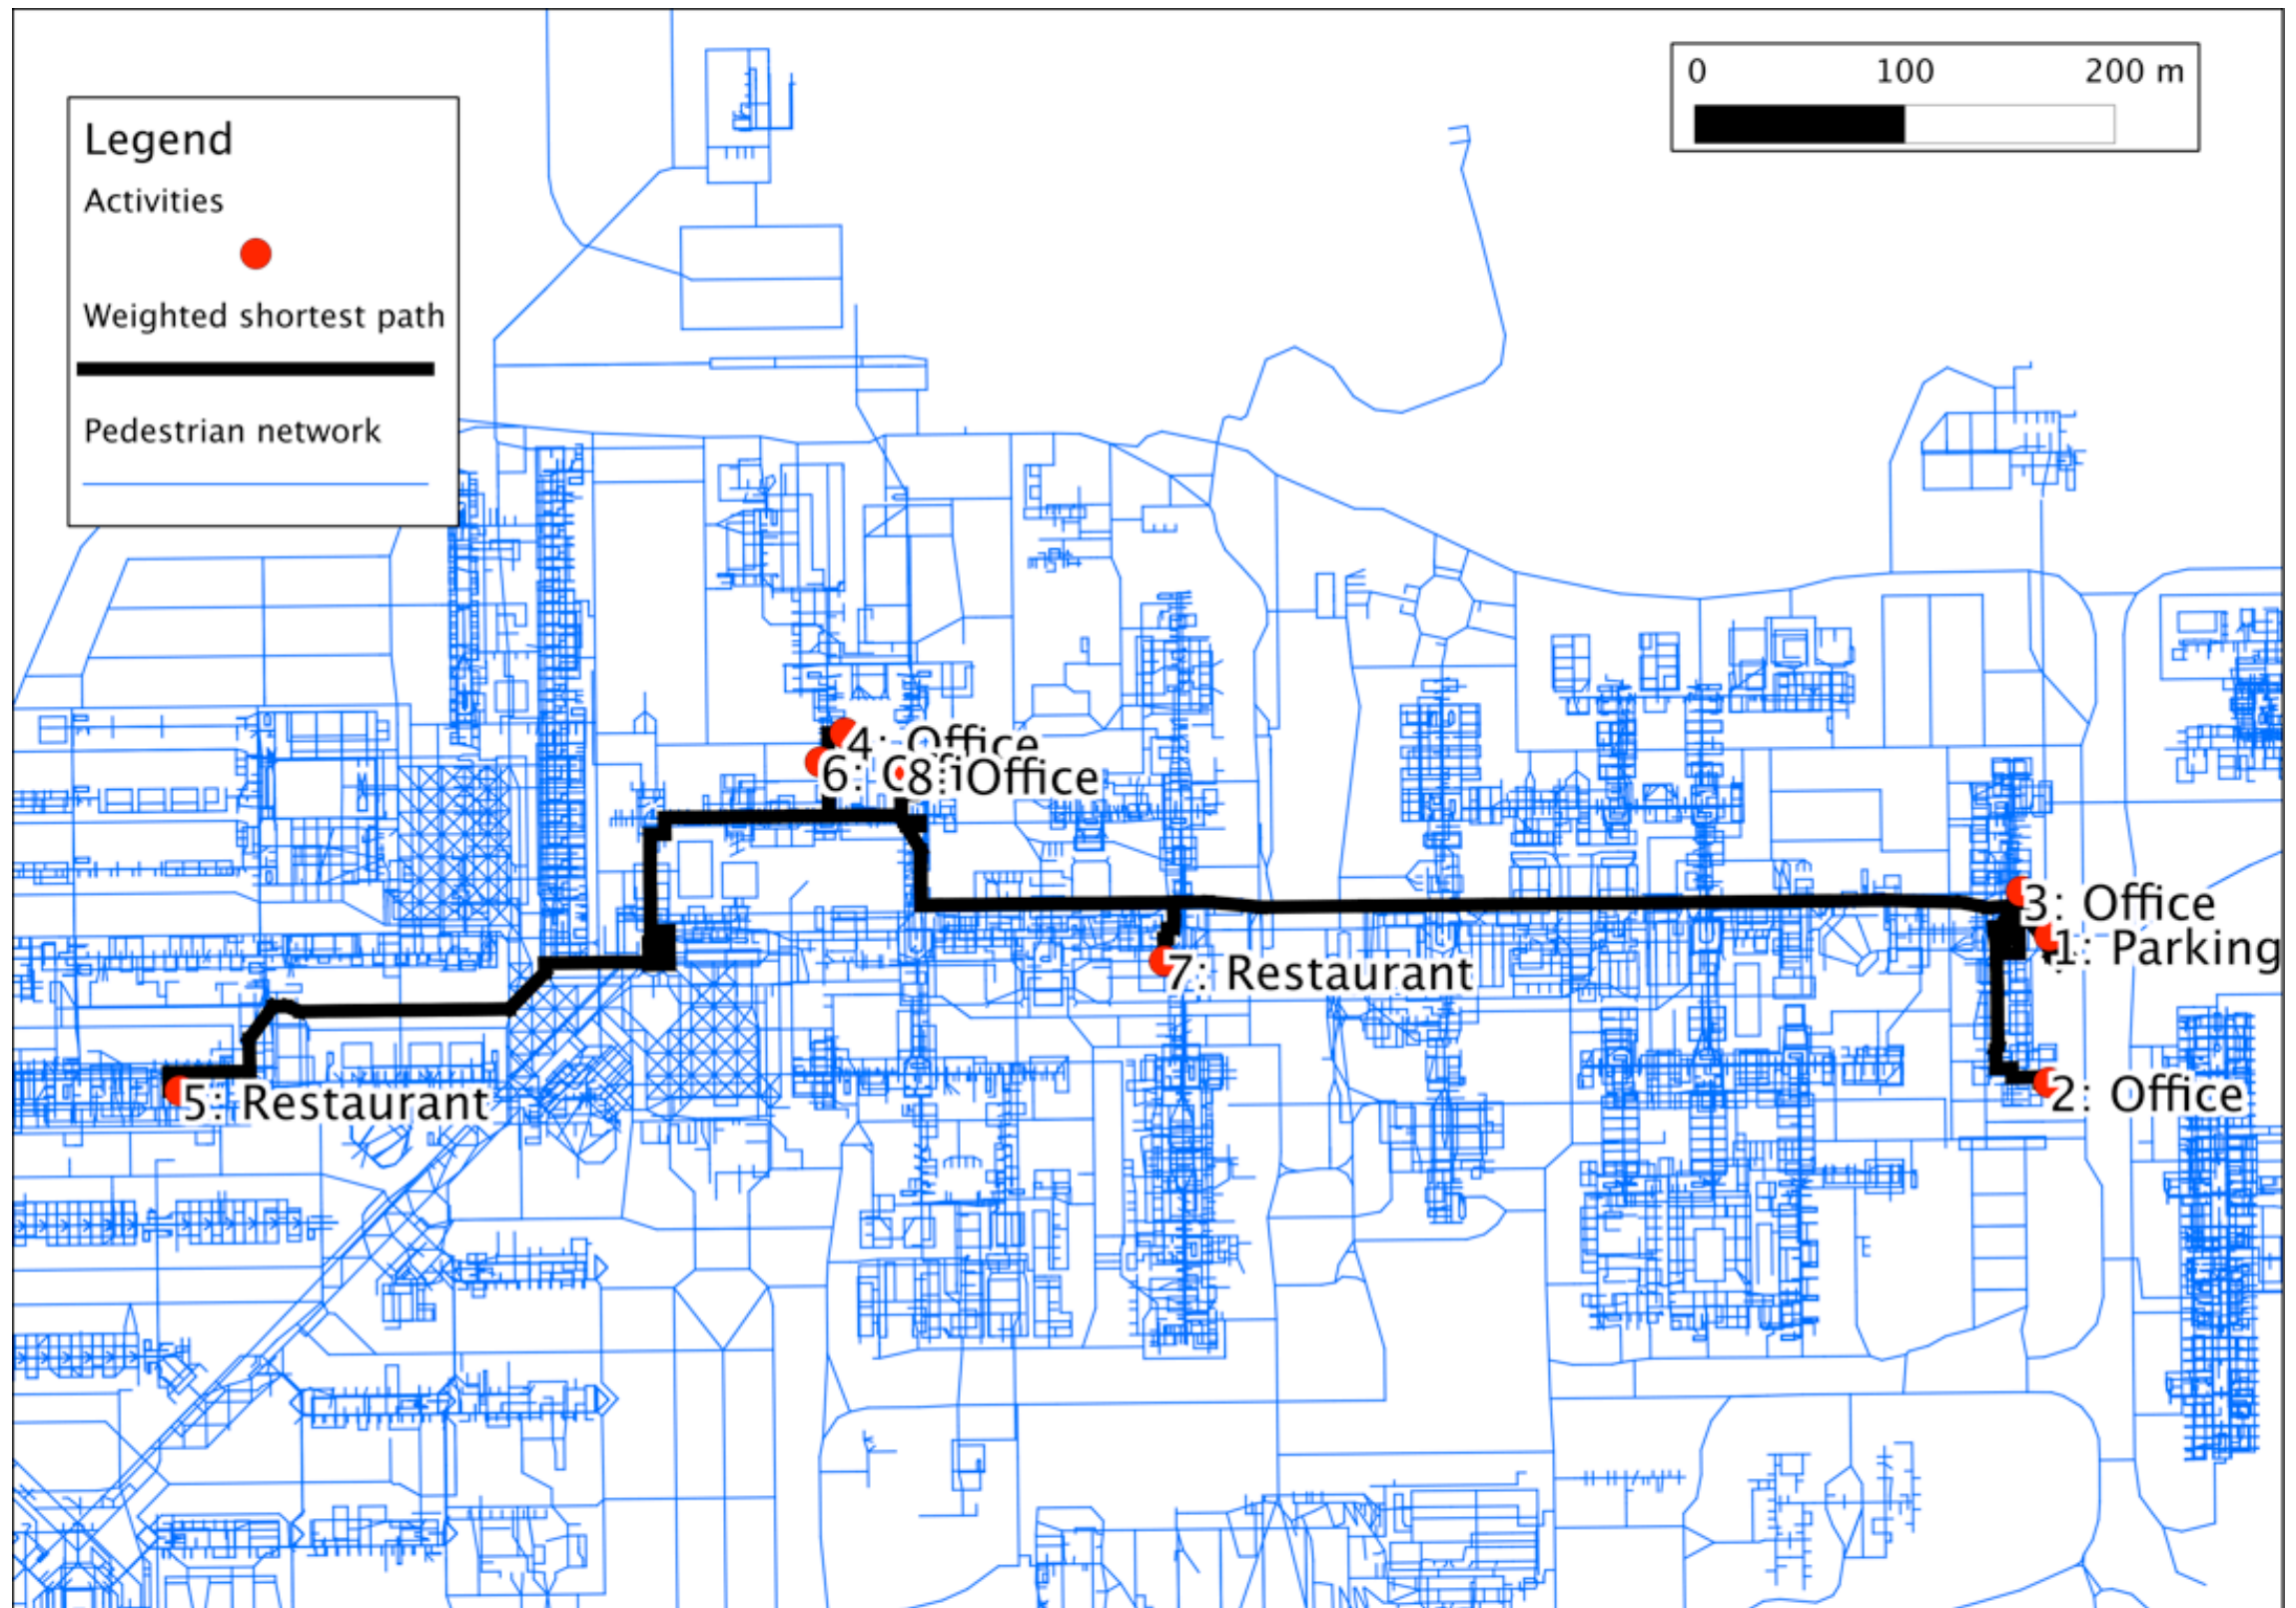 0 100 200 m
Legend
Activities
Weighted shortest path
Pedestrian network
4: Office
6: Offi
8: Office
3: Office
1: Parking
7: Restaurant
2: Office
5: Restaurant